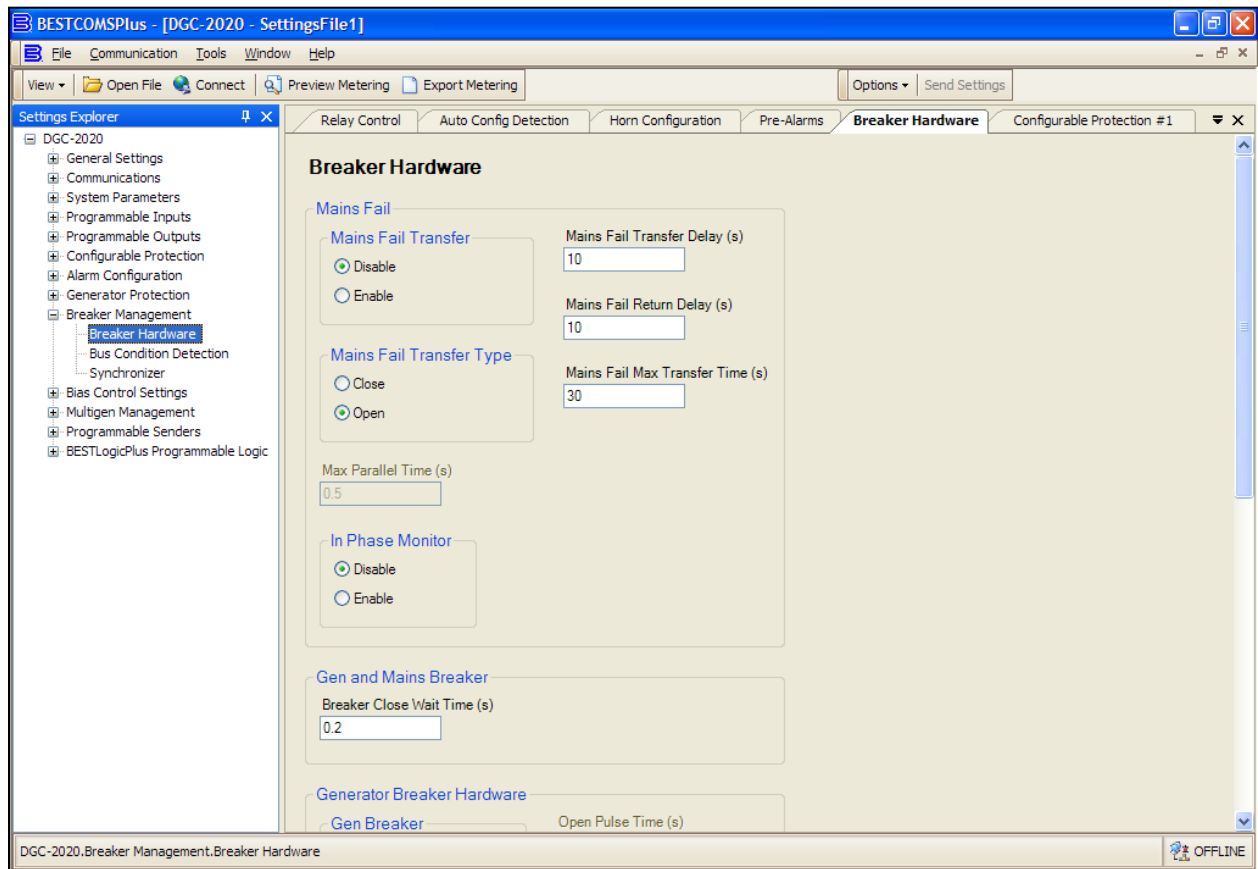 BESTCOMSPlus - [DGC-2020 - SettingsFile1]
File Communication Tools Window Help
View Open File Connect Preview Metering Export Metering Options Send Settings
Settings Explorer
DGC-2020
General Settings
Communications
System Parameters
Programmable Inputs
Programmable Outputs
Configurable Protection
Alarm Configuration
Generator Protection
Breaker Management
Breaker Hardware
Bus Condition Detection
Synchronizer
Bias Control Settings
Multigen Management
Programmable Senders
BESTLogicPlus Programmable Logic
Relay Control Auto Config Detection Horn Configuration Pre-Alarms Breaker Hardware Configurable Protection #1
Breaker Hardware
Mains Fail
Mains Fail Transfer
Disable
Enable
Mains Fail Transfer Delay (s)
10
Mains Fail Return Delay (s)
10
Mains Fail Transfer Type
Close
Open
Mains Fail Max Transfer Time (s)
30
Max Parallel Time (s)
0.5
In Phase Monitor
Disable
Enable
Gen and Mains Breaker
Breaker Close Wait Time (s)
0.2
Generator Breaker Hardware
Gen Breaker
Open Pulse Time (s)
DGC-2020.Breaker Management.Breaker Hardware
OFFLINE